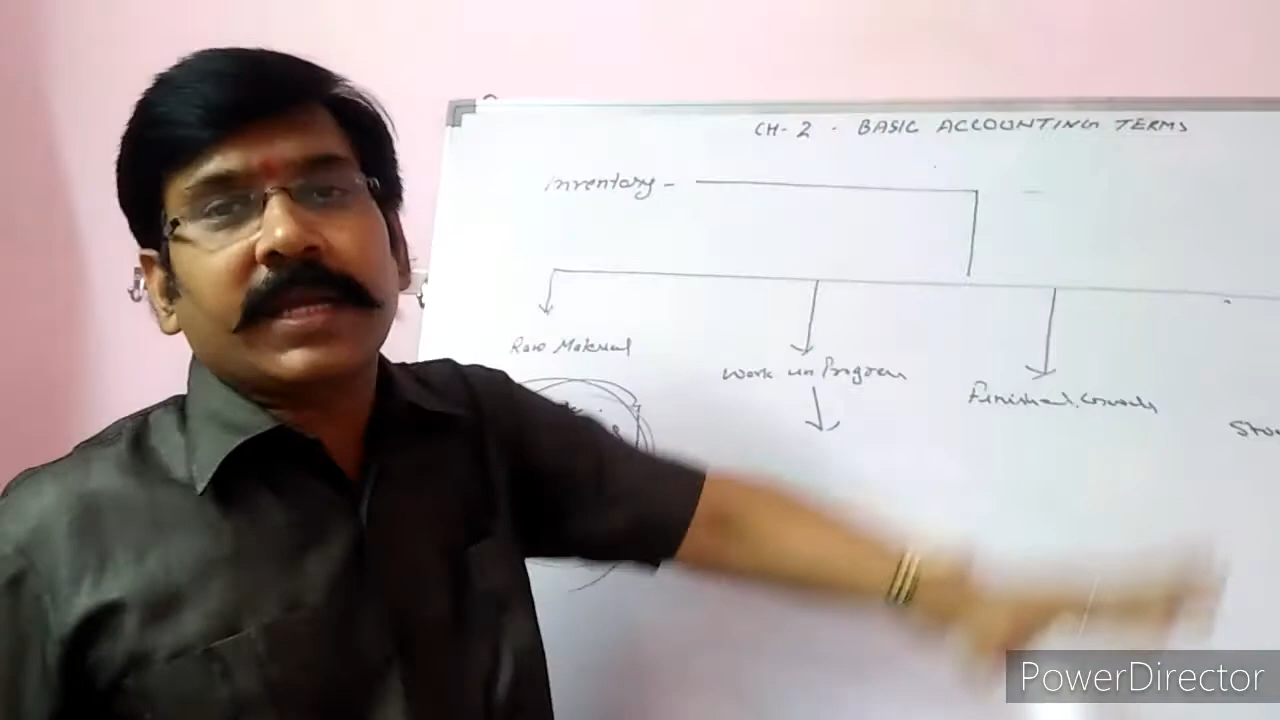 CH-2. BASIC ACCOUNTING TERMS
Inventory -
Raw Material
Work in Progress
Finished Goods
PowerDirector